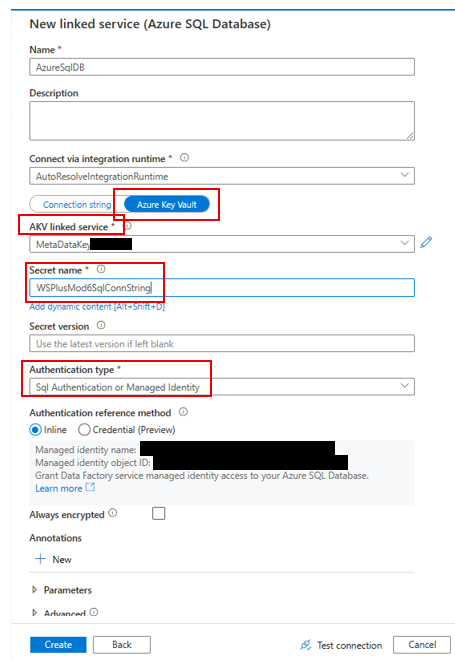 New linked service (Azure SQL Database)
Name *
AzureSqlDB
Description
Connect via integration runtime *
AutoResolveIntegrationRuntime
Connection string Azure Key Vault
AKV linked service *
MetaDataKey
Secret name *
WSPlusMod6SqlConnString
Add dynamic content [Alt+Shift+D]
Secret version
Use the latest version if left blank
Authentication type *
Sql Authentication or Managed Identity
Authentication reference method
Inline Credential (Preview)
Managed identity name:
Managed identity object ID:
Grant Data Factory service managed identity access to your Azure SQL Database.
Learn more
Always encrypted
Annotations
New
Parameters
Advanced
Create Back Test connection Cancel